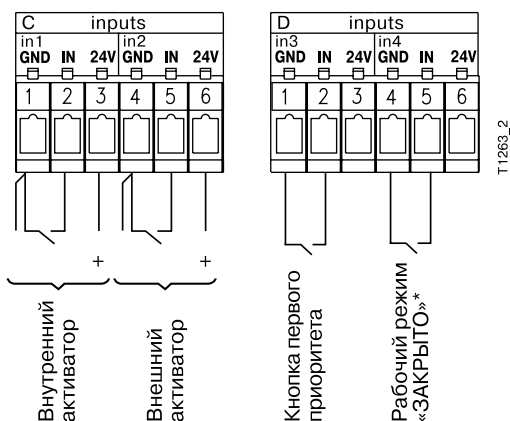 C inputs
in1 in2
GND IN 24V GND IN 24V
1 2 3 4 5 6
+ +
Внутренний
активатор
Внешний
активатор
D inputs
in3 in4
GND IN 24V GND IN 24V
1 2 3 4 5 6
Кнопка первого
приоритета
Рабочий режим
«ЗАКРЫТО»*
T1263_2